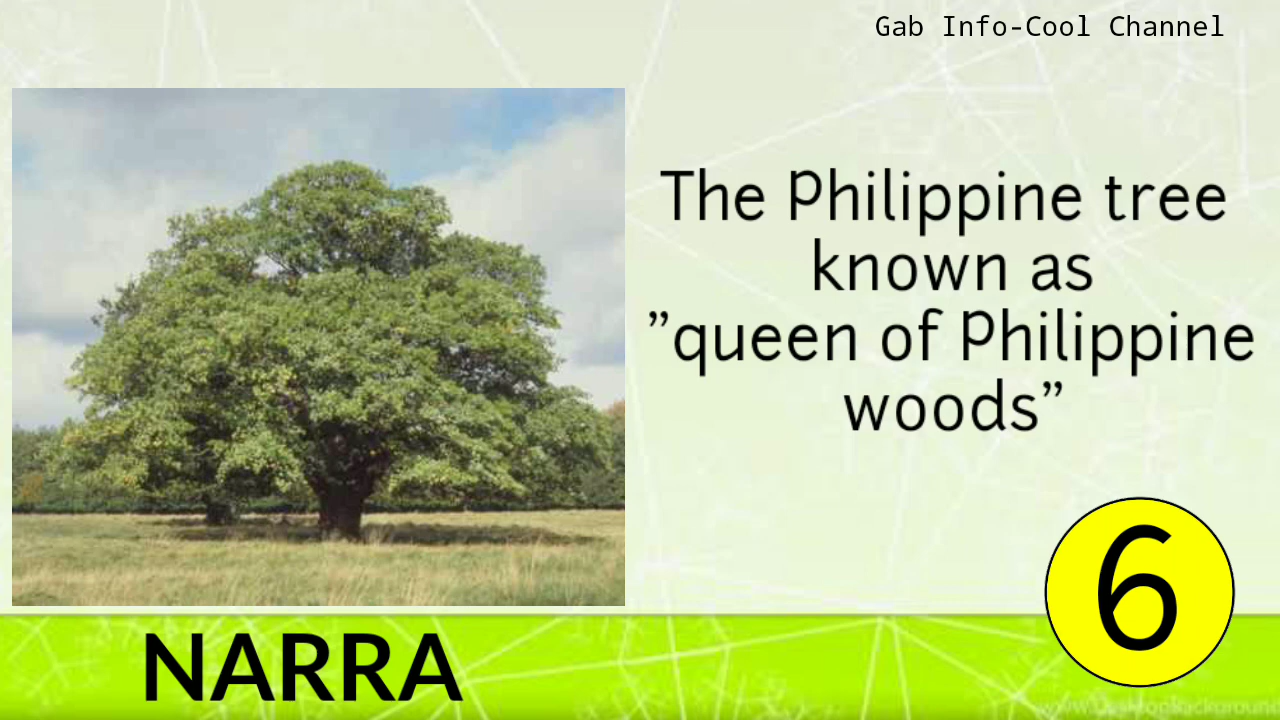 Gab Info-Cool Channel
The Philippine tree
known as
”queen of Philippine
woods”
6
NARRA